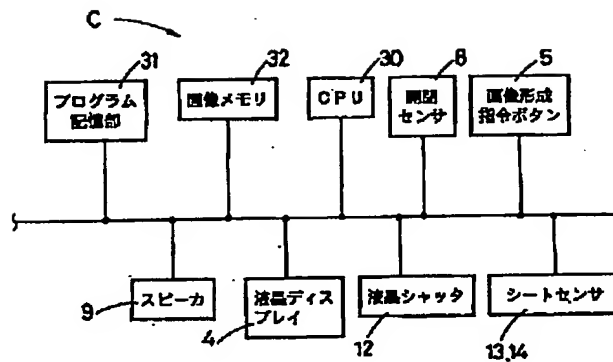 C
31
32
30
8
5
プログラム
記憶部
画像メモリ
CPU
開閉
センサ
画像形成
指令ボタン
スピーカ
液晶ディス
プレイ
液晶シャッタ
シートセンサ
9
4
12
13,14